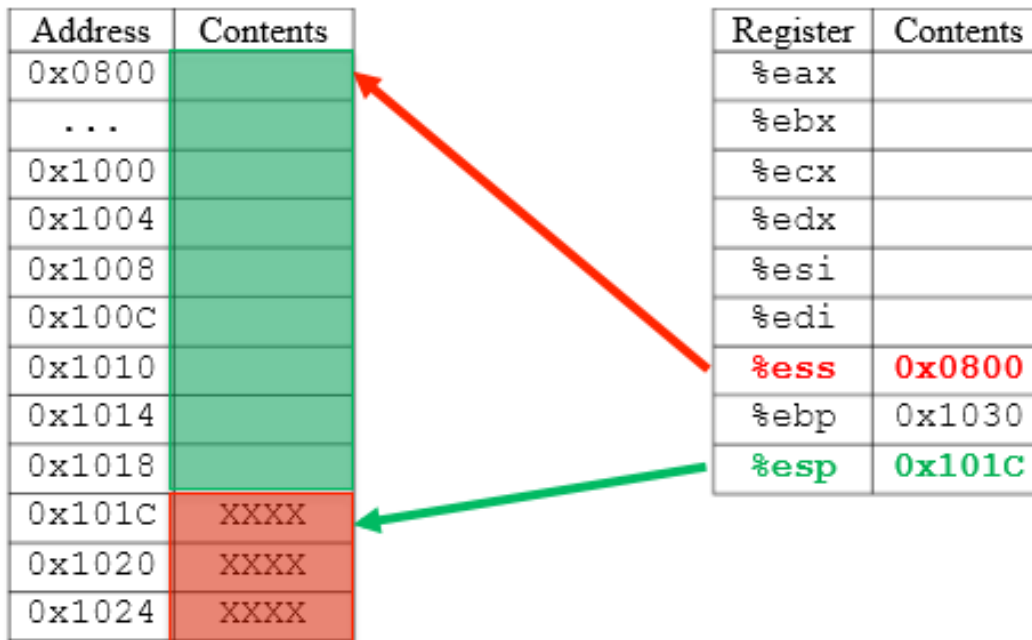 Address Contents
0x0800
...
0x1000
0x1004
0x1008
0x100C
0x1010
0x1014
0x1018
0x101C XXXX
0x1020 XXXX
0x1024 XXXX
Register Contents
%eax
%ebx
%ecx
%edx
%esi
%edi
%ess 0x0800
%ebp 0x1030
%esp 0x101C